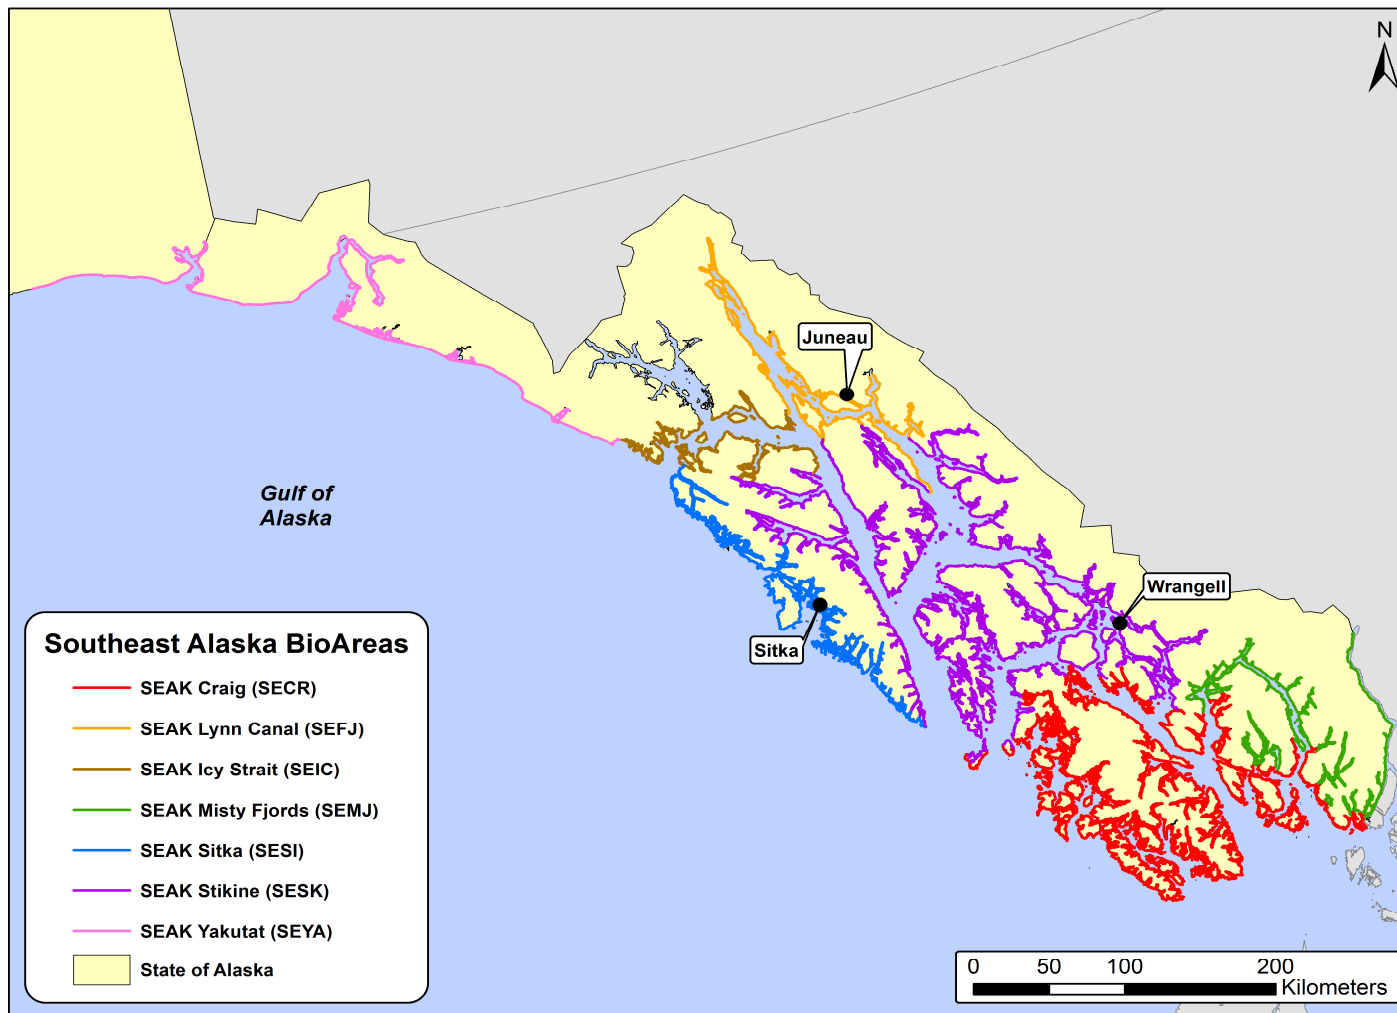 N
Juneau
Gulf of
Alaska
Wrangell
Sitka
Southeast Alaska BioAreas
SEAK Craig (SECR)
SEAK Lynn Canal (SEFJ)
SEAK Icy Strait (SEIC)
SEAK Misty Fjords (SEMJ)
SEAK Sitka (SESI)
SEAK Stikine (SESK)
SEAK Yakutat (SEYA)
State of Alaska
0 50 100 200
Kilometers